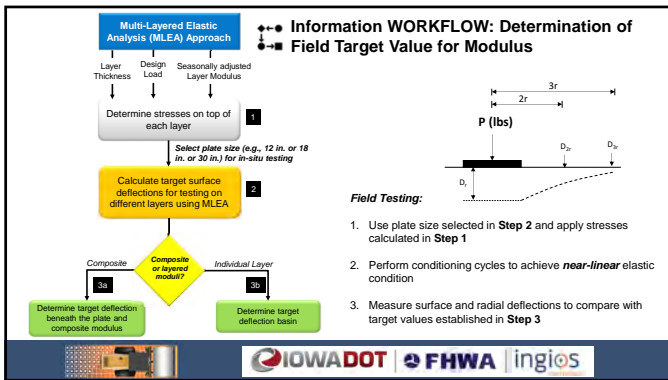 Information WORKFLOW: Determination of
Field Target Value for Modulus
Multi-Layered Elastic
Analysis (MLEA) Approach
Layer
Thickness
Design
Load
Seasonally adjusted
Layer Modulus
Determine stresses on top of
each layer
1
Select plate size (e.g., 12 in. or 18
in. or 30 in.) for in-situ testing
Calculate target surface
deflections for testing on
different layers using MLEA
2
Composite
or layered
moduli?
Composite
Individual Layer
3a
3b
Determine target deflection
beneath the plate and
composite modulus
Determine target
deflection basin
3r
2r
P (lbs)
D2r
D3r
Dr
Field Testing:
1. Use plate size selected in Step 2 and apply stresses
calculated in Step 1
2. Perform conditioning cycles to achieve near-linear elastic
condition
3. Measure surface and radial deflections to compare with
target values established in Step 3
IOWADOT
FHWA
ingios